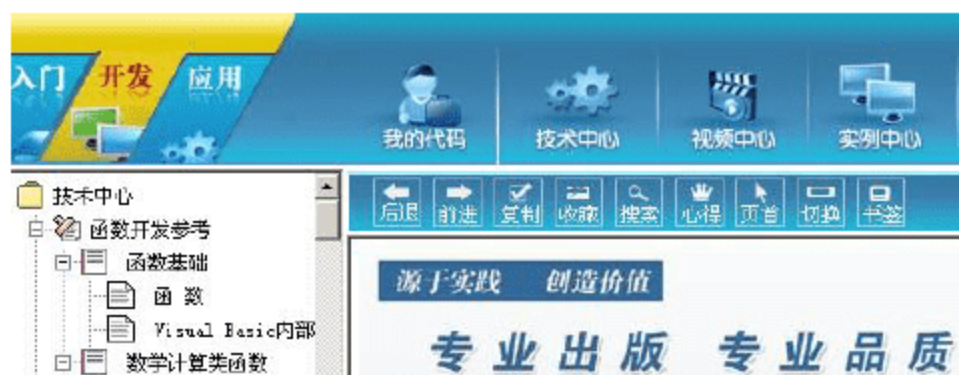 入门 开发 应用
我的代码 技术中心 视频中心 实例中心
技术中心
后退 前进 复制 收藏 搜索 心得 页首 切换 书签
函数开发参考
函数基础
函 数
Visual Basic内部
数学计算类函数
源于实践 创造价值
专业出版 专业品质